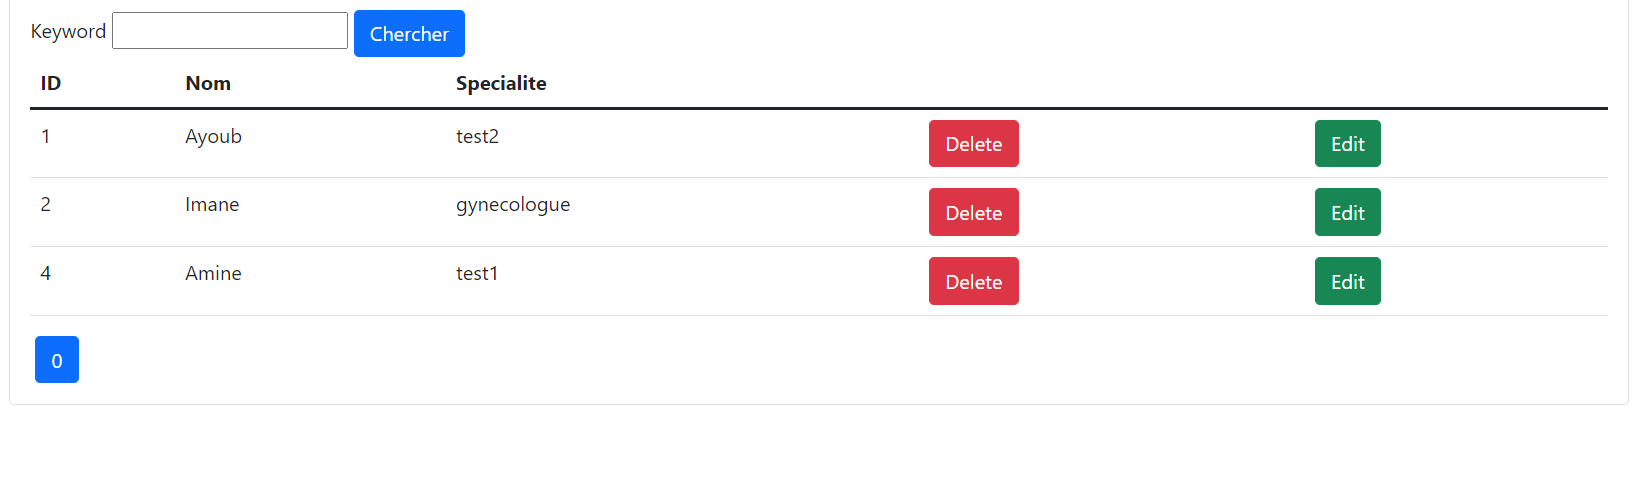 Keyword Chercher
ID Nom Specialite
1 Ayoub test2 Delete Edit
2 Imane gynecologue Delete Edit
4 Amine test1 Delete Edit
0